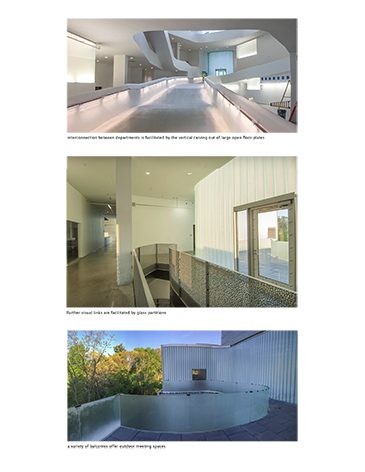 Interconnection between departments is facilitated by the vertical carving out of large open floor plates
Further visual links are facilitated by glass partitions
a variety of balconies offer outdoor meeting spaces